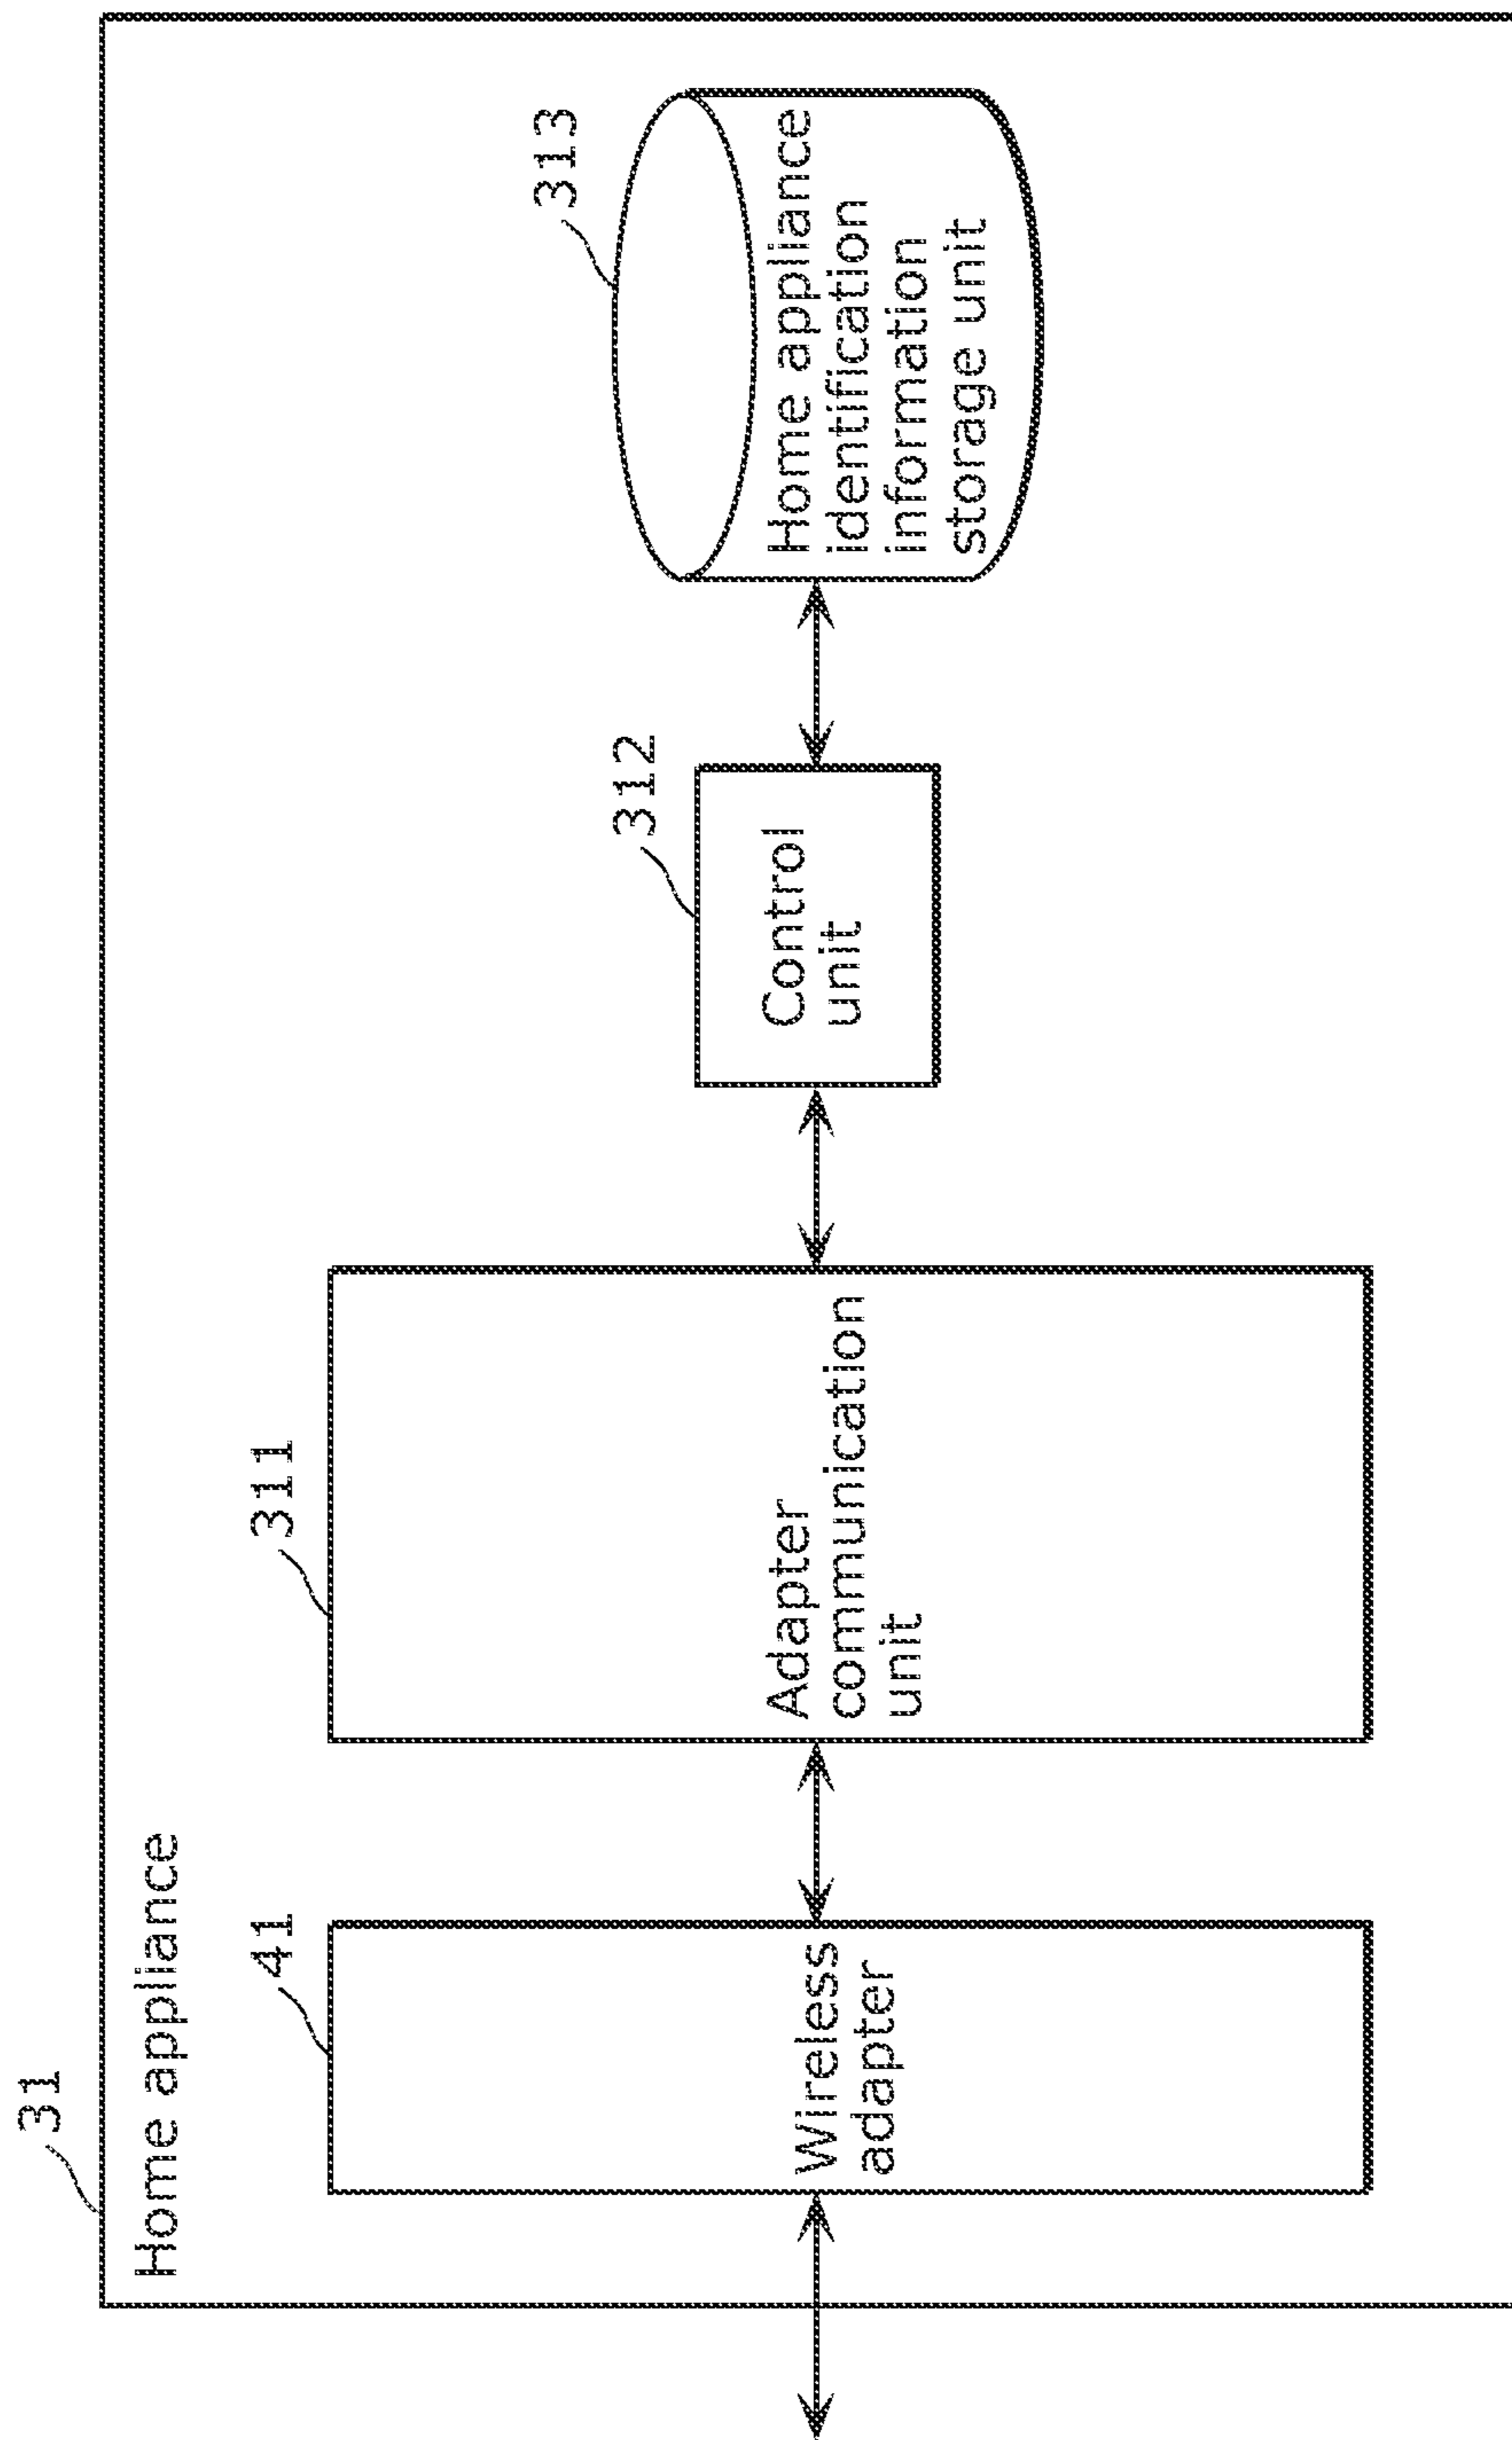 31
Home appliance
41
Wireless
adapter
311
Adapter
communication
unit
312
Control
unit
313
Home appliance
identification
information
storage unit